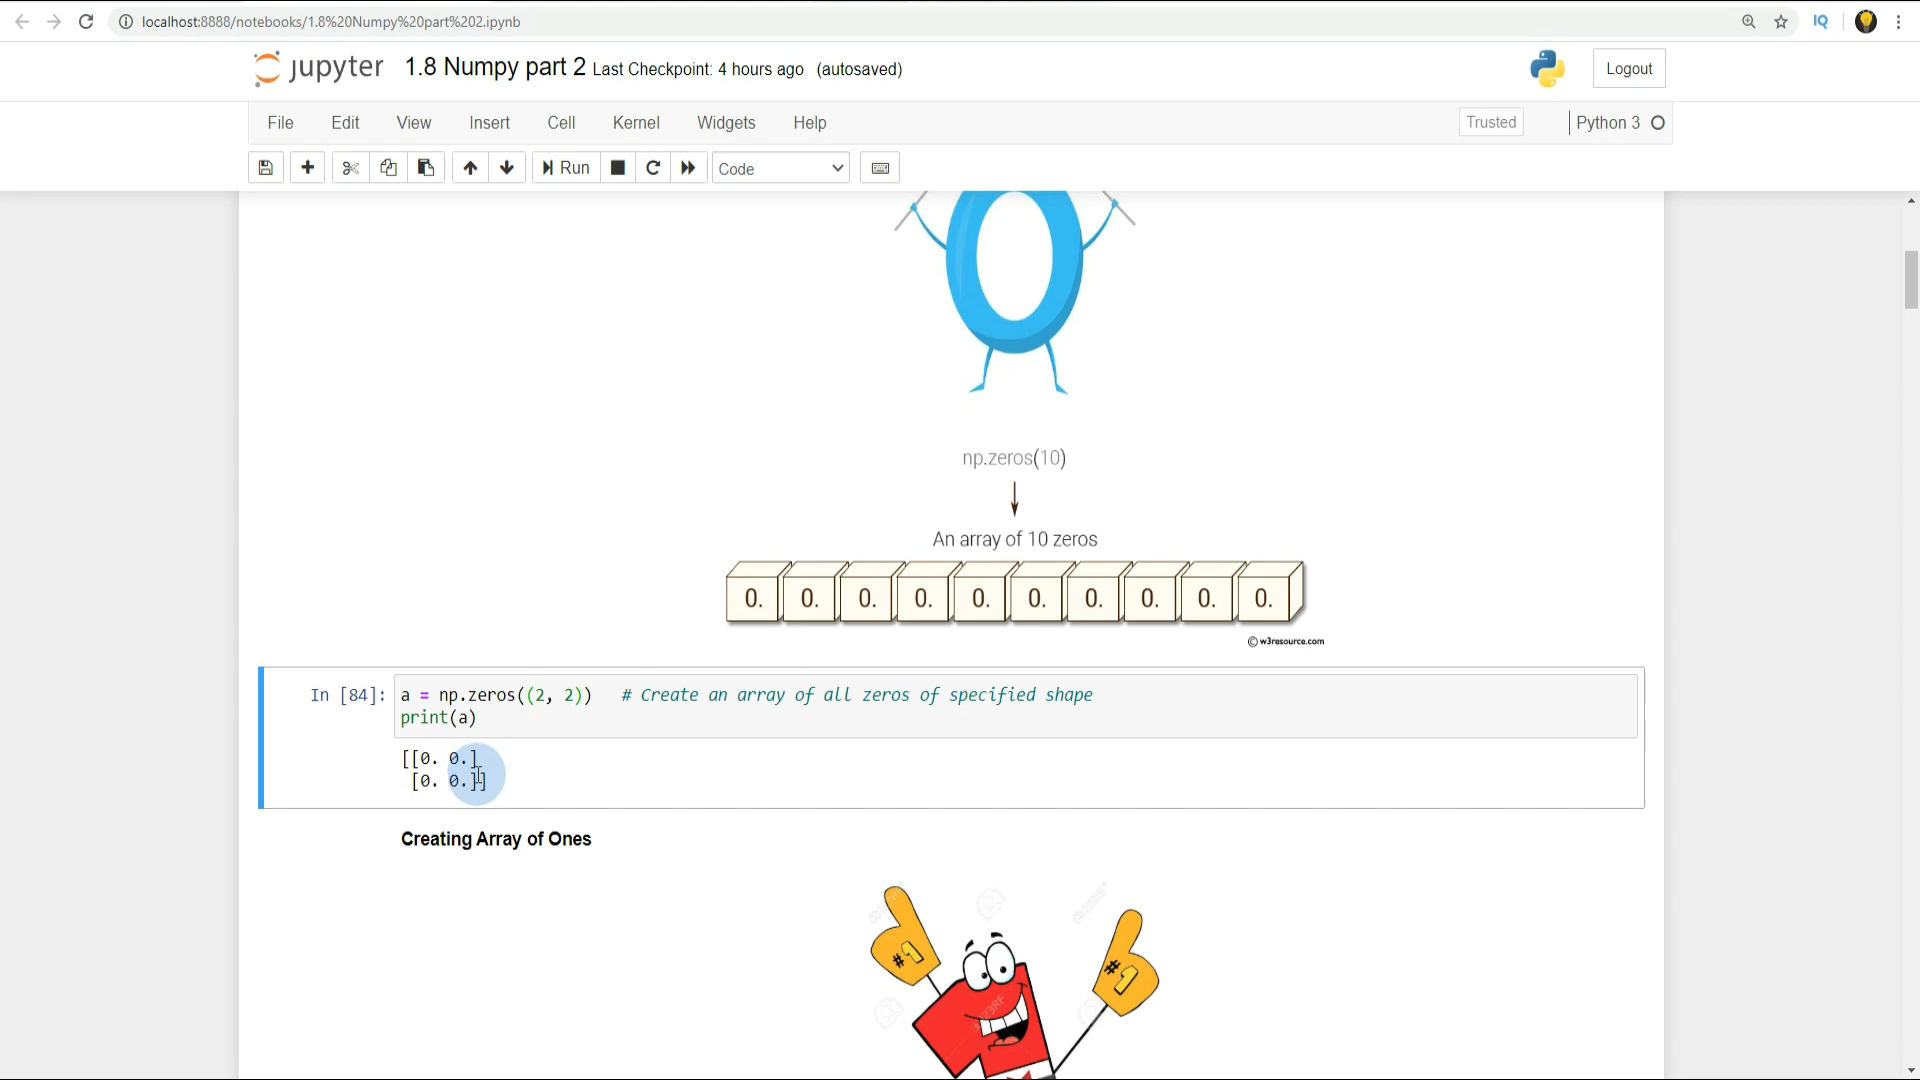 localhost:8888/notebooks/1.8%20Numpy%20part%202.ipynb
IQ
jupyter 1.8 Numpy part 2 Last Checkpoint: 4 hours ago (autosaved)
Logout
File Edit View Insert Cell Kernel Widgets Help
Trusted
Python 3
Run
Code
np.zeros(10)
An array of 10 zeros
0. 0. 0. 0. 0. 0. 0. 0. 0. 0.
© w3resource.com
In [84]: a = np.zeros((2, 2))   # Create an array of all zeros of specified shape
print(a)
[[0. 0.]
[0. 0.]]
Creating Array of Ones
#1
#1
123RF